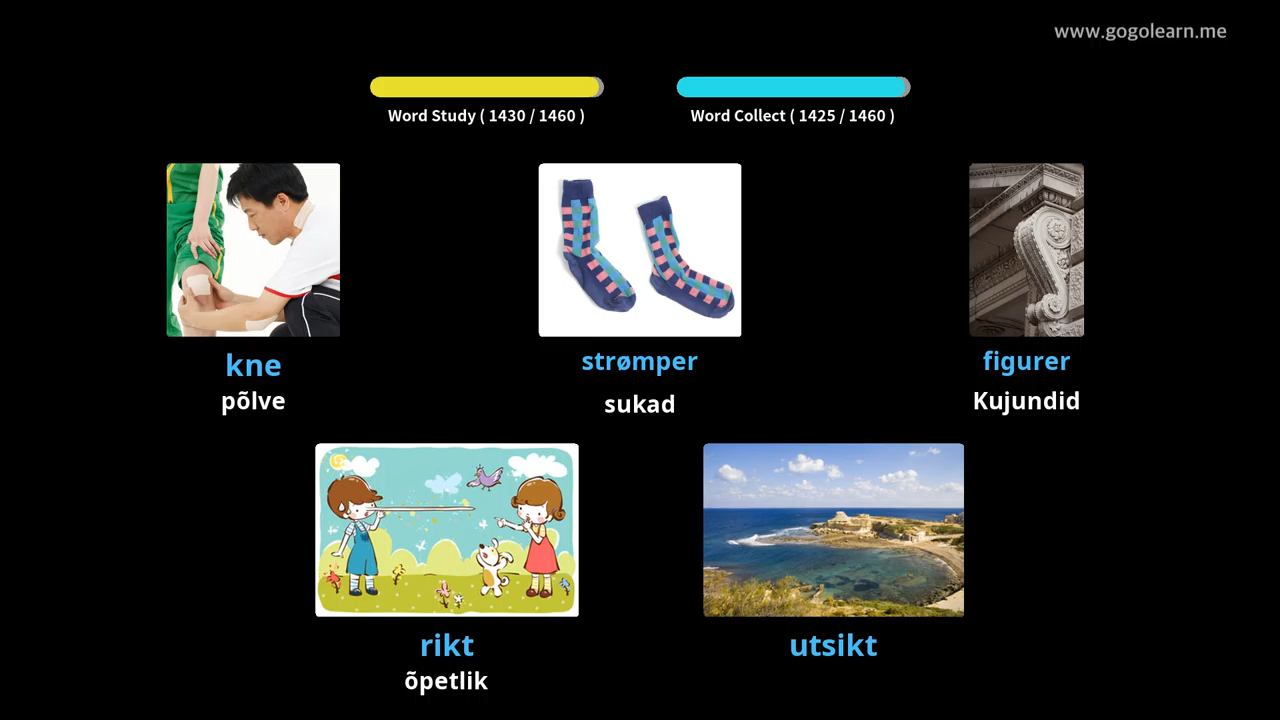 www.gogolearn.me
Word Study ( 1430 / 1460 )
Word Collect ( 1425 / 1460 )
kne
põlve
strømper
sukad
figurer
Kujundid
rikt
õpetlik
utsikt